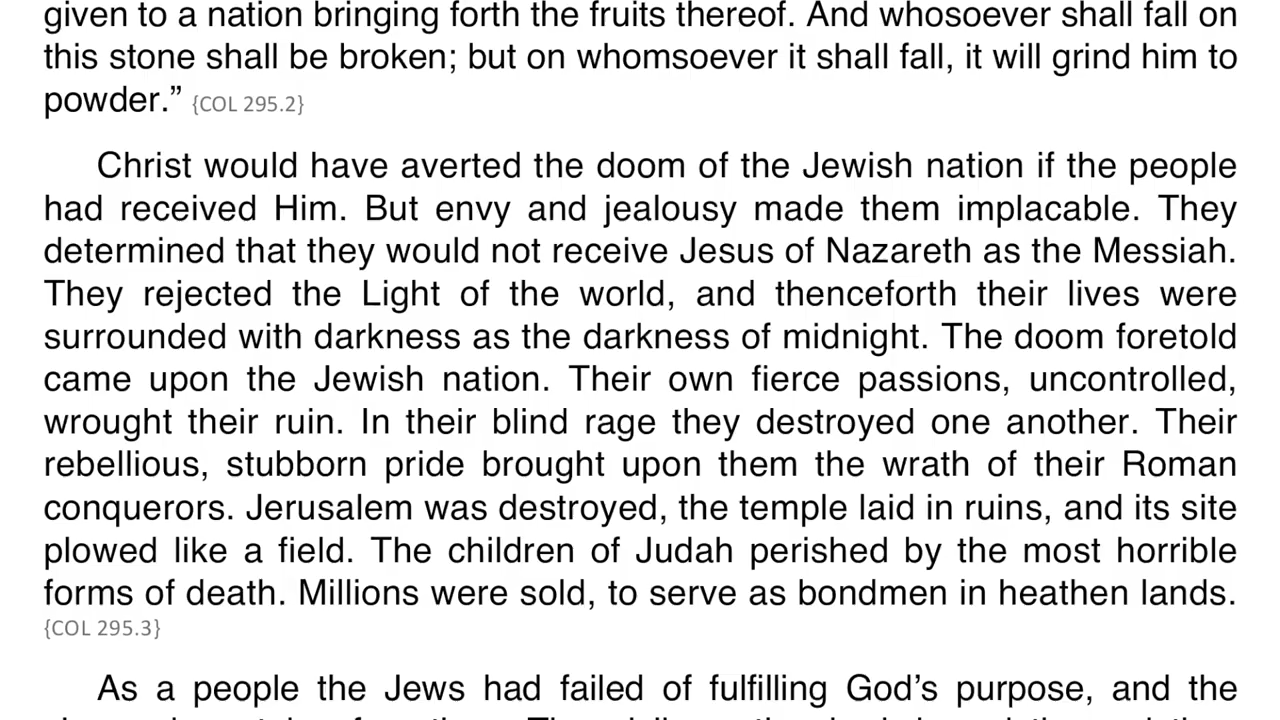 given to a nation bringing forth the fruits thereof. And whosoever shall fall on
this stone shall be broken; but on whomsoever it shall fall, it will grind him to
powder.” {COL 295.2}
Christ would have averted the doom of the Jewish nation if the people
had received Him. But envy and jealousy made them implacable. They
determined that they would not receive Jesus of Nazareth as the Messiah.
They rejected the Light of the world, and thenceforth their lives were
surrounded with darkness as the darkness of midnight. The doom foretold
came upon the Jewish nation. Their own fierce passions, uncontrolled,
wrought their ruin. In their blind rage they destroyed one another. Their
rebellious, stubborn pride brought upon them the wrath of their Roman
conquerors. Jerusalem was destroyed, the temple laid in ruins, and its site
plowed like a field. The children of Judah perished by the most horrible
forms of death. Millions were sold, to serve as bondmen in heathen lands.
{COL 295.3}
As a people the Jews had failed of fulfilling God’s purpose, and the